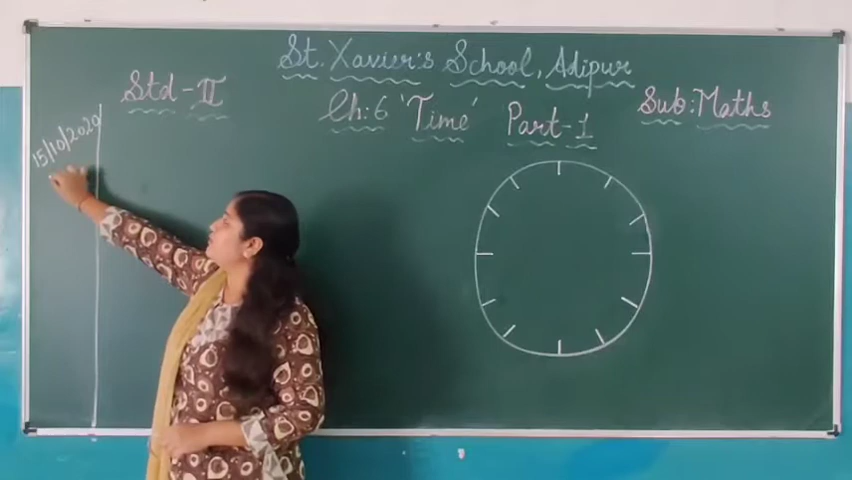 St. Xavier's School, Adipur
Std-II
Ch:6 'Time' Part-1
Sub:Maths
15/10/2020